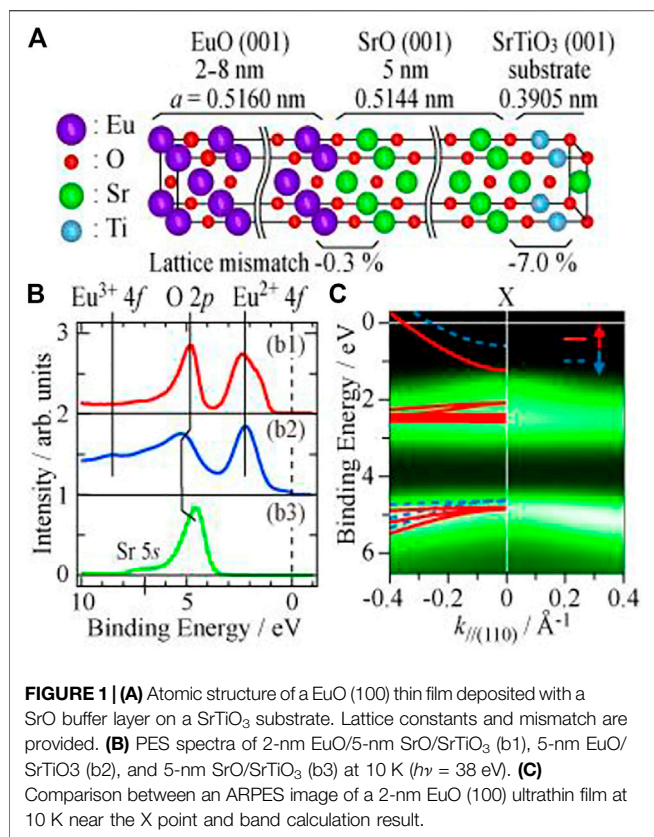 A
EuO (001)
2-8 nm
a = 0.5160 nm
SrO (001)
5 nm
0.5144 nm
SrTiO₃ (001)
substrate
0.3905 nm
: Eu
: O
: Sr
: Ti
Lattice mismatch -0.3 %
-7.0 %
B
Eu³⁺ 4f
O 2p
Eu²⁺ 4f
Intensity / arb. units
3
2
1
0
(b1)
(b2)
(b3)
Sr 5s
10
5
0
Binding Energy / eV
C
X
Binding Energy / eV
0
2
4
6
-0.4
-0.2
0
0.2
0.4
k//(110) / Å⁻¹
FIGURE 1 | (A) Atomic structure of a EuO (100) thin film deposited with a
SrO buffer layer on a SrTiO₃ substrate. Lattice constants and mismatch are
provided. (B) PES spectra of 2-nm EuO/5-nm SrO/SrTiO₃ (b1), 5-nm EuO/
SrTiO3 (b2), and 5-nm SrO/SrTiO₃ (b3) at 10 K (hν = 38 eV). (C)
Comparison between an ARPES image of a 2-nm EuO (100) ultrathin film at
10 K near the X point and band calculation result.